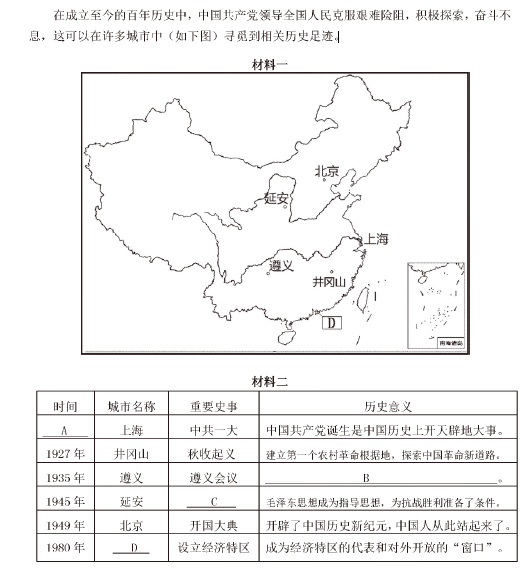 在成立至今的百年历史中，中国共产党领导全国人民克服艰难险阻，积极探索，奋斗不
息，这可以在许多城市中（如下图）寻觅到相关历史足迹。
材料一
北京
延安
上海
遵义
井冈山
D
南海诸岛
材料二
时间 城市名称 重要史事 历史意义
A 上海 中共一大 中国共产党诞生是中国历史上开天辟地大事。
1927年 井冈山 秋收起义 建立第一个农村革命根据地，探索中国革命新道路。
1935年 遵义 遵义会议 B 。
1945年 延安 C 毛泽东思想成为指导思想，为抗战胜利准备了条件。
1949年 北京 开国大典 开辟了中国历史新纪元，中国人从此站起来了。
1980年 D 设立经济特区 成为经济特区的代表和对外开放的“窗口”。